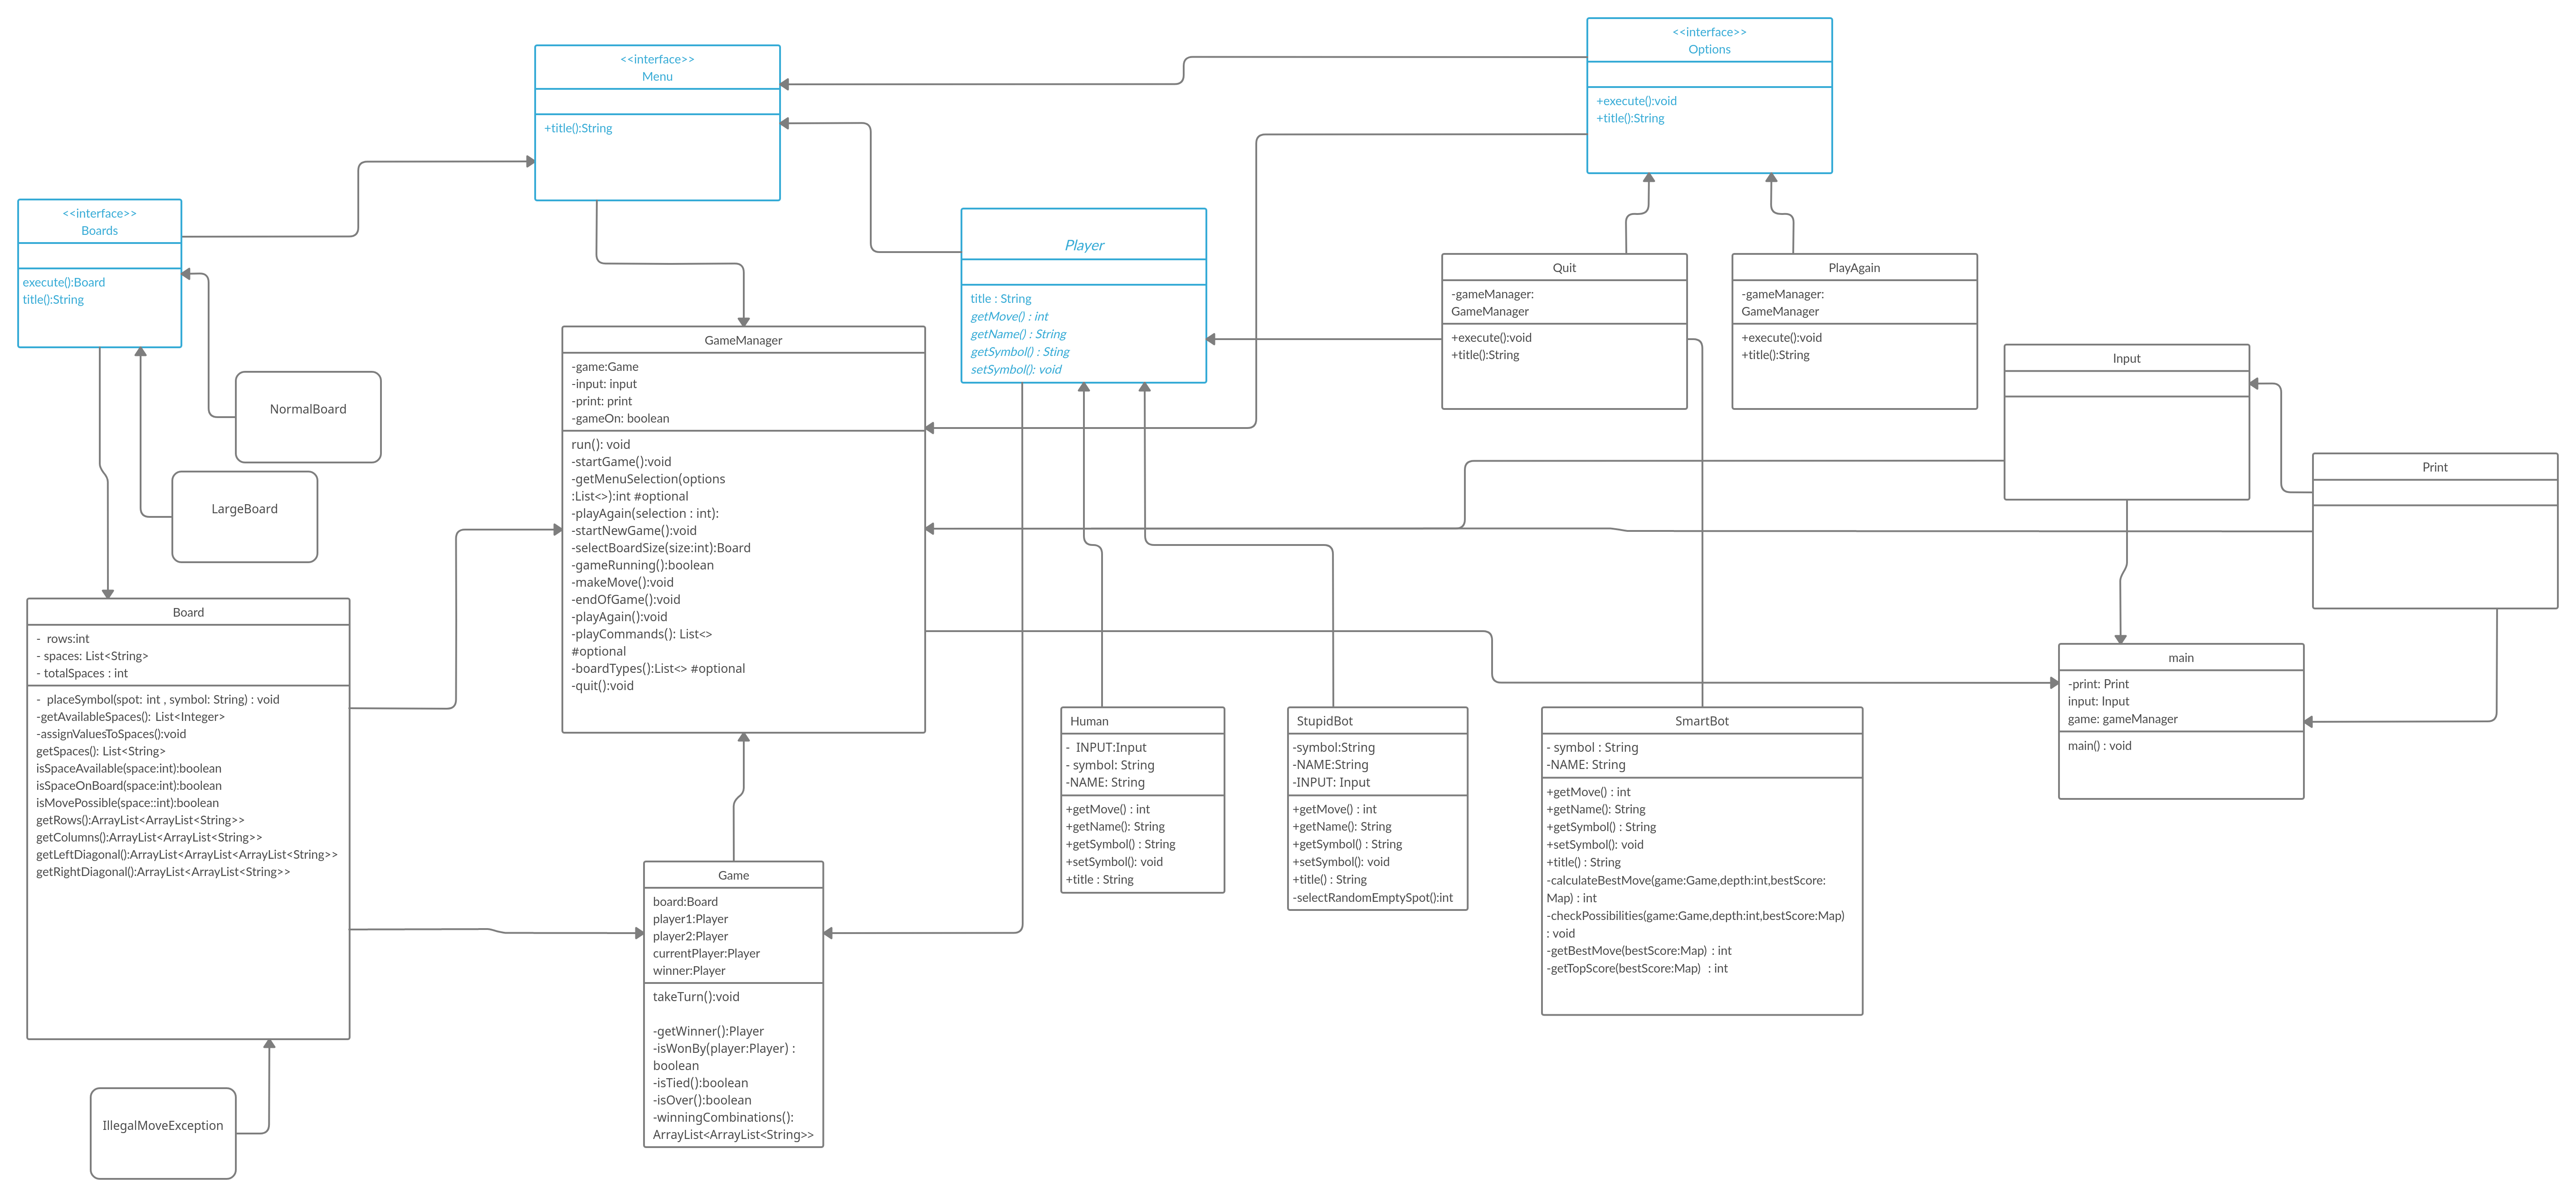 <<interface>>
Options
+execute():void
+title():String
<<interface>>
Menu
+title():String
<<interface>>
Boards
execute():Board
title():String
Player
title : String
getMove() : int
getName() : String
getSymbol() : Sting
setSymbol(): void
Quit
-gameManager:
GameManager
+execute():void
+title():String
PlayAgain
-gameManager:
GameManager
+execute():void
+title():String
GameManager
-game:Game
-input: input
-print: print
-gameOn: boolean
run(): void
-startGame():void
-getMenuSelection(options
:List<>):int #optional
-playAgain(selection : int):
-startNewGame():void
-selectBoardSize(size:int):Board
-gameRunning():boolean
-makeMove():void
-endOfGame():void
-playAgain():void
-playCommands(): List<>
#optional
-boardTypes():List<> #optional
-quit():void
Input
NormalBoard
Print
LargeBoard
Board
- rows:int
- spaces: List<String>
- totalSpaces : int
- placeSymbol(spot: int , symbol: String) : void
-getAvailableSpaces(): List<Integer>
-assignValuesToSpaces():void
getSpaces(): List<String>
isSpaceAvailable(space:int):boolean
isSpaceOnBoard(space:int):boolean
isMovePossible(space::int):boolean
getRows():ArrayList<ArrayList<String>>
getColumns():ArrayList<ArrayList<String>>
getLeftDiagonal():ArrayList<ArrayList<ArrayList<String>>
getRightDiagonal():ArrayList<ArrayList<String>>
main
-print: Print
input: Input
game: gameManager
main() : void
Human
- INPUT:Input
- symbol: String
-NAME: String
+getMove() : int
+getName(): String
+getSymbol() : String
+setSymbol(): void
+title : String
StupidBot
-symbol:String
-NAME:String
-INPUT: Input
+getMove() : int
+getName(): String
+getSymbol() : String
+setSymbol(): void
+title() : String
-selectRandomEmptySpot():int
SmartBot
- symbol : String
-NAME: String
+getMove() : int
+getName(): String
+getSymbol() : String
+setSymbol(): void
+title() : String
-calculateBestMove(game:Game,depth:int,bestScore:
Map) : int
-checkPossibilities(game:Game,depth:int,bestScore:Map)
: void
-getBestMove(bestScore:Map) : int
-getTopScore(bestScore:Map) : int
Game
board:Board
player1:Player
player2:Player
currentPlayer:Player
winner:Player
takeTurn():void
-getWinner():Player
-isWonBy(player:Player) :
boolean
-isTied():boolean
-isOver():boolean
-winningCombinations():
ArrayList<ArrayList<String>>
IllegalMoveException